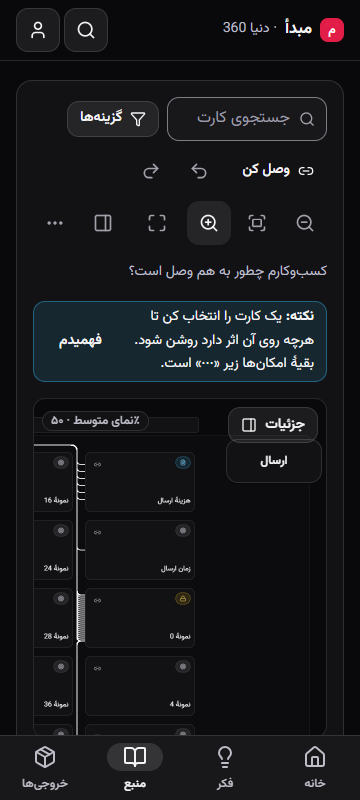 م مبدأ · دنیا 360
جستجوی کارت
گزینه‌ها
وصل کن
کسب‌وکارم چطور به هم وصل است؟
نکته: یک کارت را انتخاب کن تا
هرچه روی آن اثر دارد روشن شود.
بقیهٔ امکان‌ها زیر «···» است.
فهمیدم
جزئیات
نمای متوسط · ۵۰٪
ارسال
هزینهٔ ارسال
نمونهٔ 16
زمان ارسال
نمونهٔ 24
نمونهٔ 0
نمونهٔ 28
نمونهٔ 4
نمونهٔ 36
خانه
فکر
منبع
خروجی‌ها